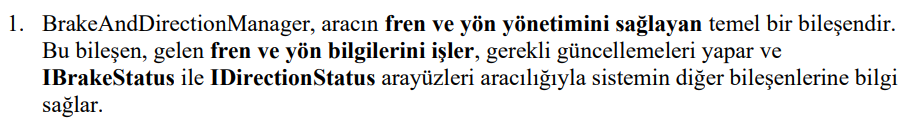 1. BrakeAndDirectionManager, aracın fren ve yön yönetimini sağlayan temel bir bileşendir.
Bu bileşen, gelen fren ve yön bilgilerini işler, gerekli güncellemeleri yapar ve
IBrakeStatus ile IDirectionStatus arayüzleri aracılığıyla sistemin diğer bileşenlerine bilgi
sağlar.